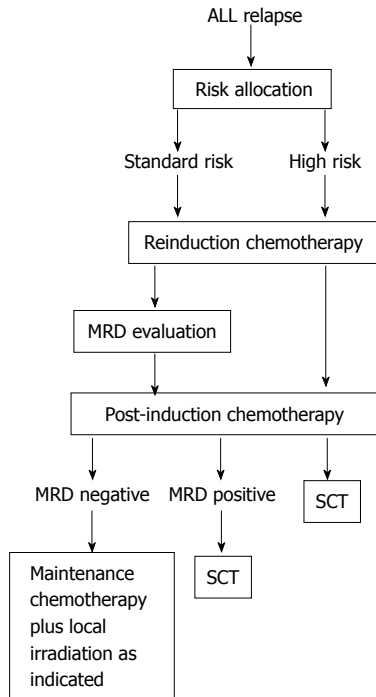 ALL relapse
Risk allocation
Standard risk
High risk
Reinduction chemotherapy
MRD evaluation
Post-induction chemotherapy
MRD negative
MRD positive
SCT
SCT
Maintenance
chemotherapy
plus local
irradiation as
indicated